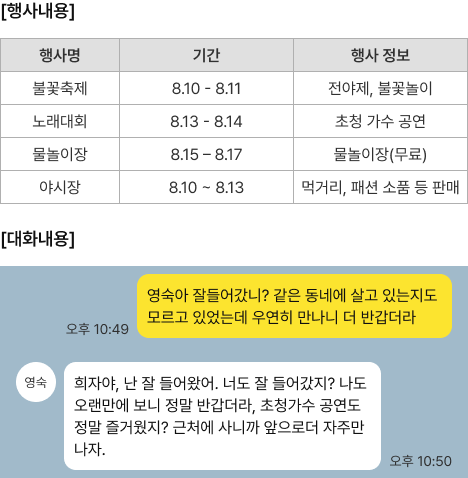 [행사내용]
행사명 기간 행사 정보
불꽃축제 8.10 - 8.11 전야제, 불꽃놀이
노래대회 8.13 - 8.14 초청 가수 공연
물놀이장 8.15 – 8.17 물놀이장(무료)
야시장 8.10 ~ 8.13 먹거리, 패션 소품 등 판매
[대화내용]
영숙아 잘들어갔니? 같은 동네에 살고 있는지도
모르고 있었는데 우연히 만나니 더 반갑더라
오후 10:49
영숙
희자야, 난 잘 들어왔어. 너도 잘 들어갔지? 나도
오랜만에 보니 정말 반갑더라, 초청가수 공연도
정말 즐거웠지? 근처에 사니까 앞으로더 자주만
나자.
오후 10:50